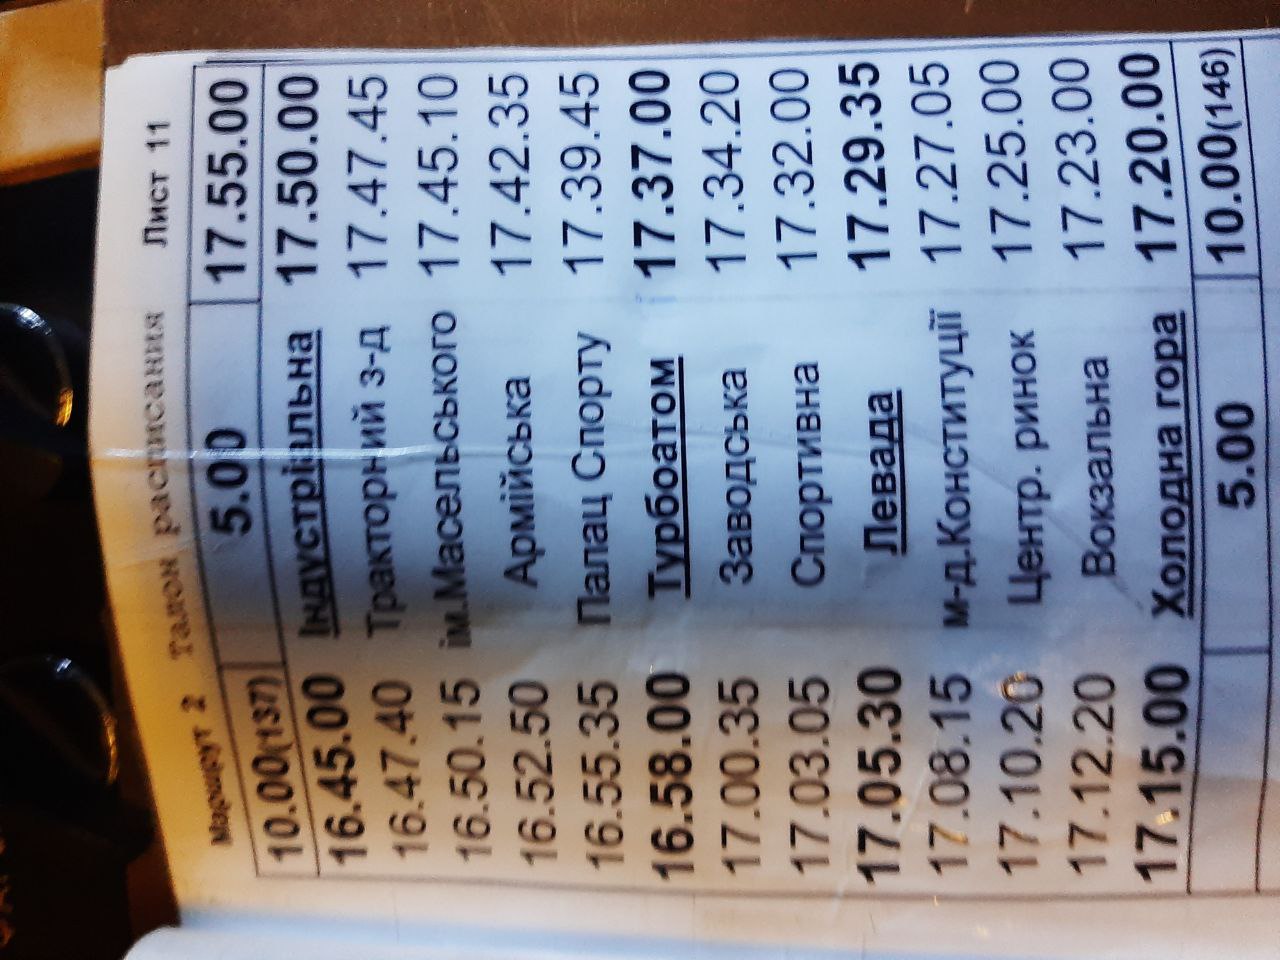 Маршрут 2 Талон расписания Лист 11
10.00(137) 5.00 17.55.00
16.45.00 Індустріальна 17.50.00
16.47.40 Тракторний з-д 17.47.45
16.50.15 ім.Масельського 17.45.10
16.52.50 Армійська 17.42.35
16.55.35 Палац Спорту 17.39.45
16.58.00 Турбоатом 17.37.00
17.00.35 Заводська 17.34.20
17.03.05 Спортивна 17.32.00
17.05.30 Левада 17.29.35
17.08.15 м-д.Конституції 17.27.05
17.10.20 Центр. ринок 17.25.00
17.12.20 Вокзальна 17.23.00
17.15.00 Холодна гора 17.20.00
5.00 10.00(146)